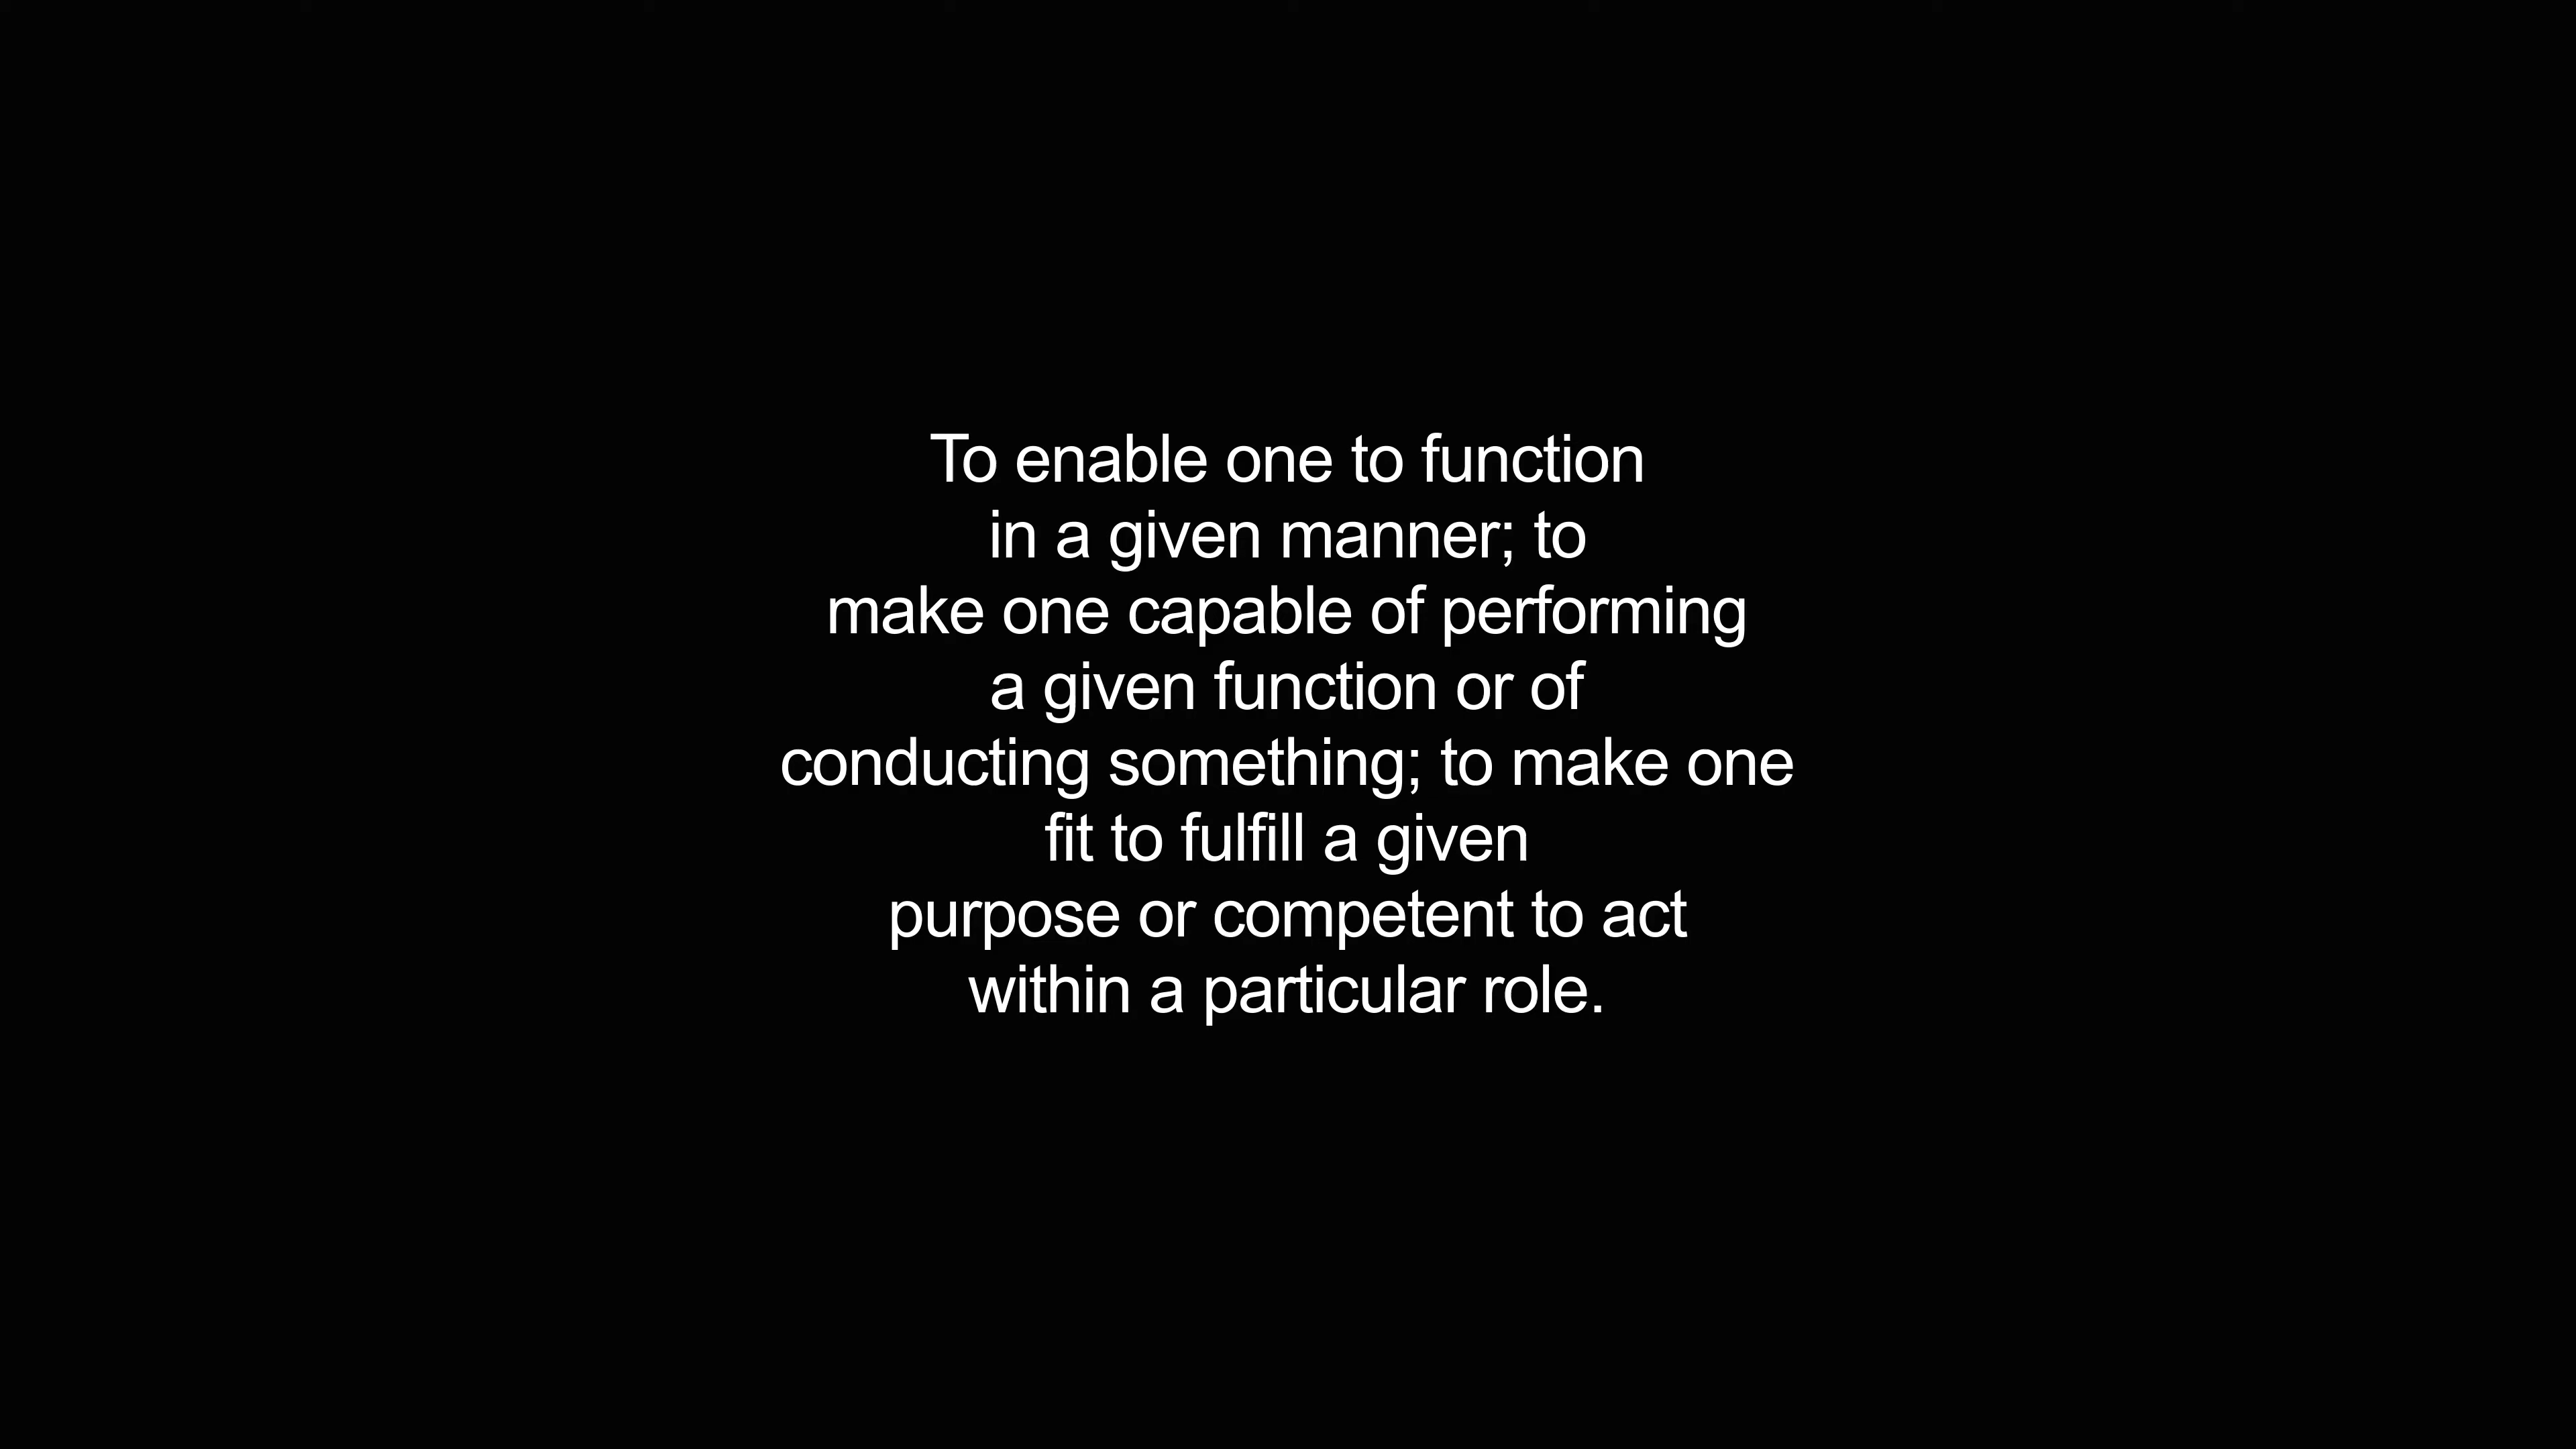 To enable one to function
in a given manner; to
make one capable of performing
a given function or of
conducting something; to make one
fit to fulfill a given
purpose or competent to act
within a particular role.